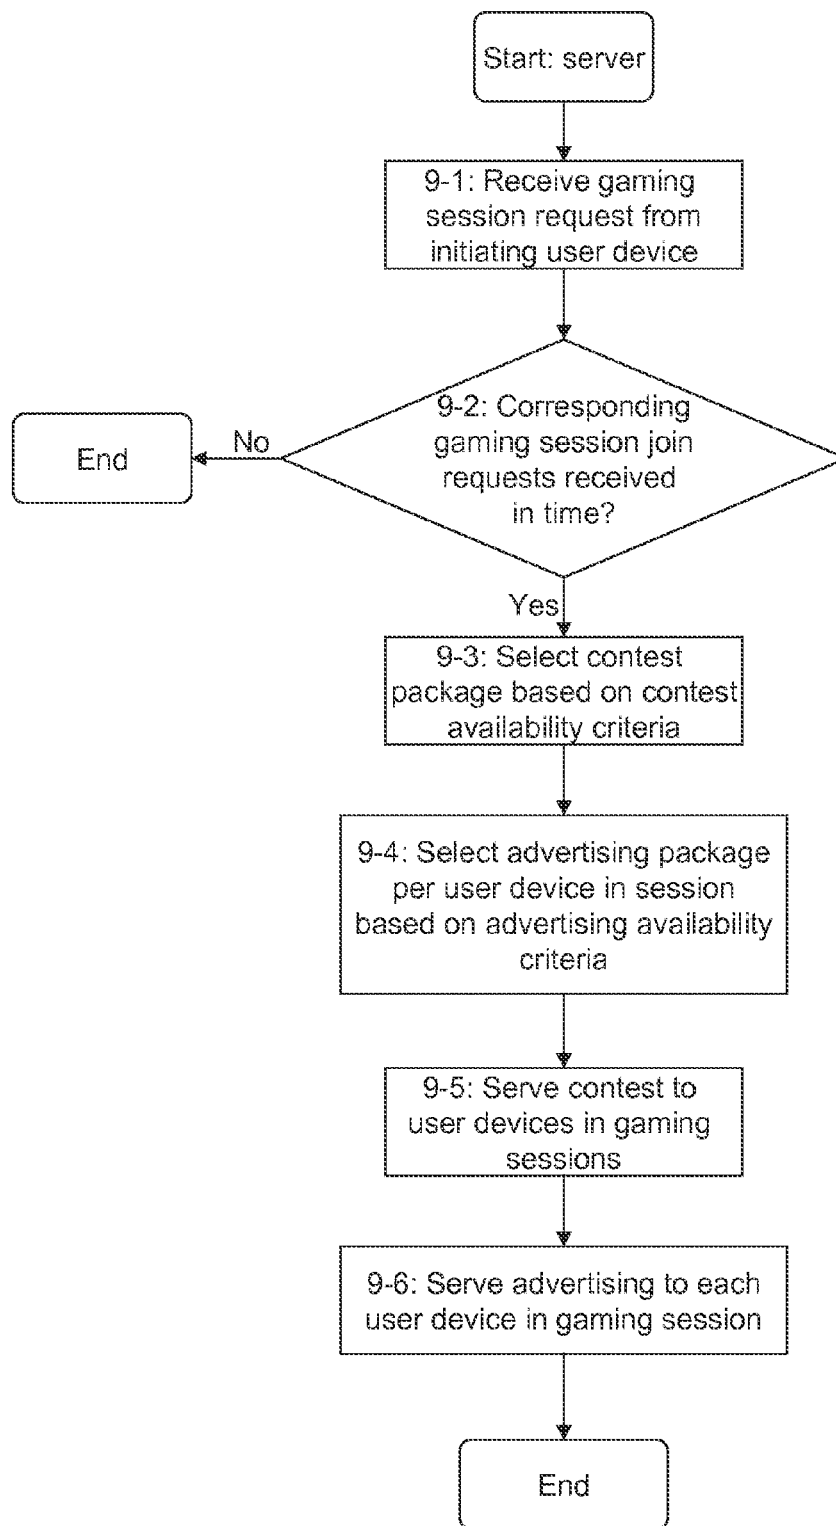 Start: server
9-1: Receive gaming
session request from
initiating user device
9-2: Corresponding
gaming session join
requests received
in time?
No
End
Yes
9-3: Select contest
package based on contest
availability criteria
9-4: Select advertising package
per user device in session
based on advertising availability
criteria
9-5: Serve contest to
user devices in gaming
sessions
9-6: Serve advertising to each
user device in gaming session
End